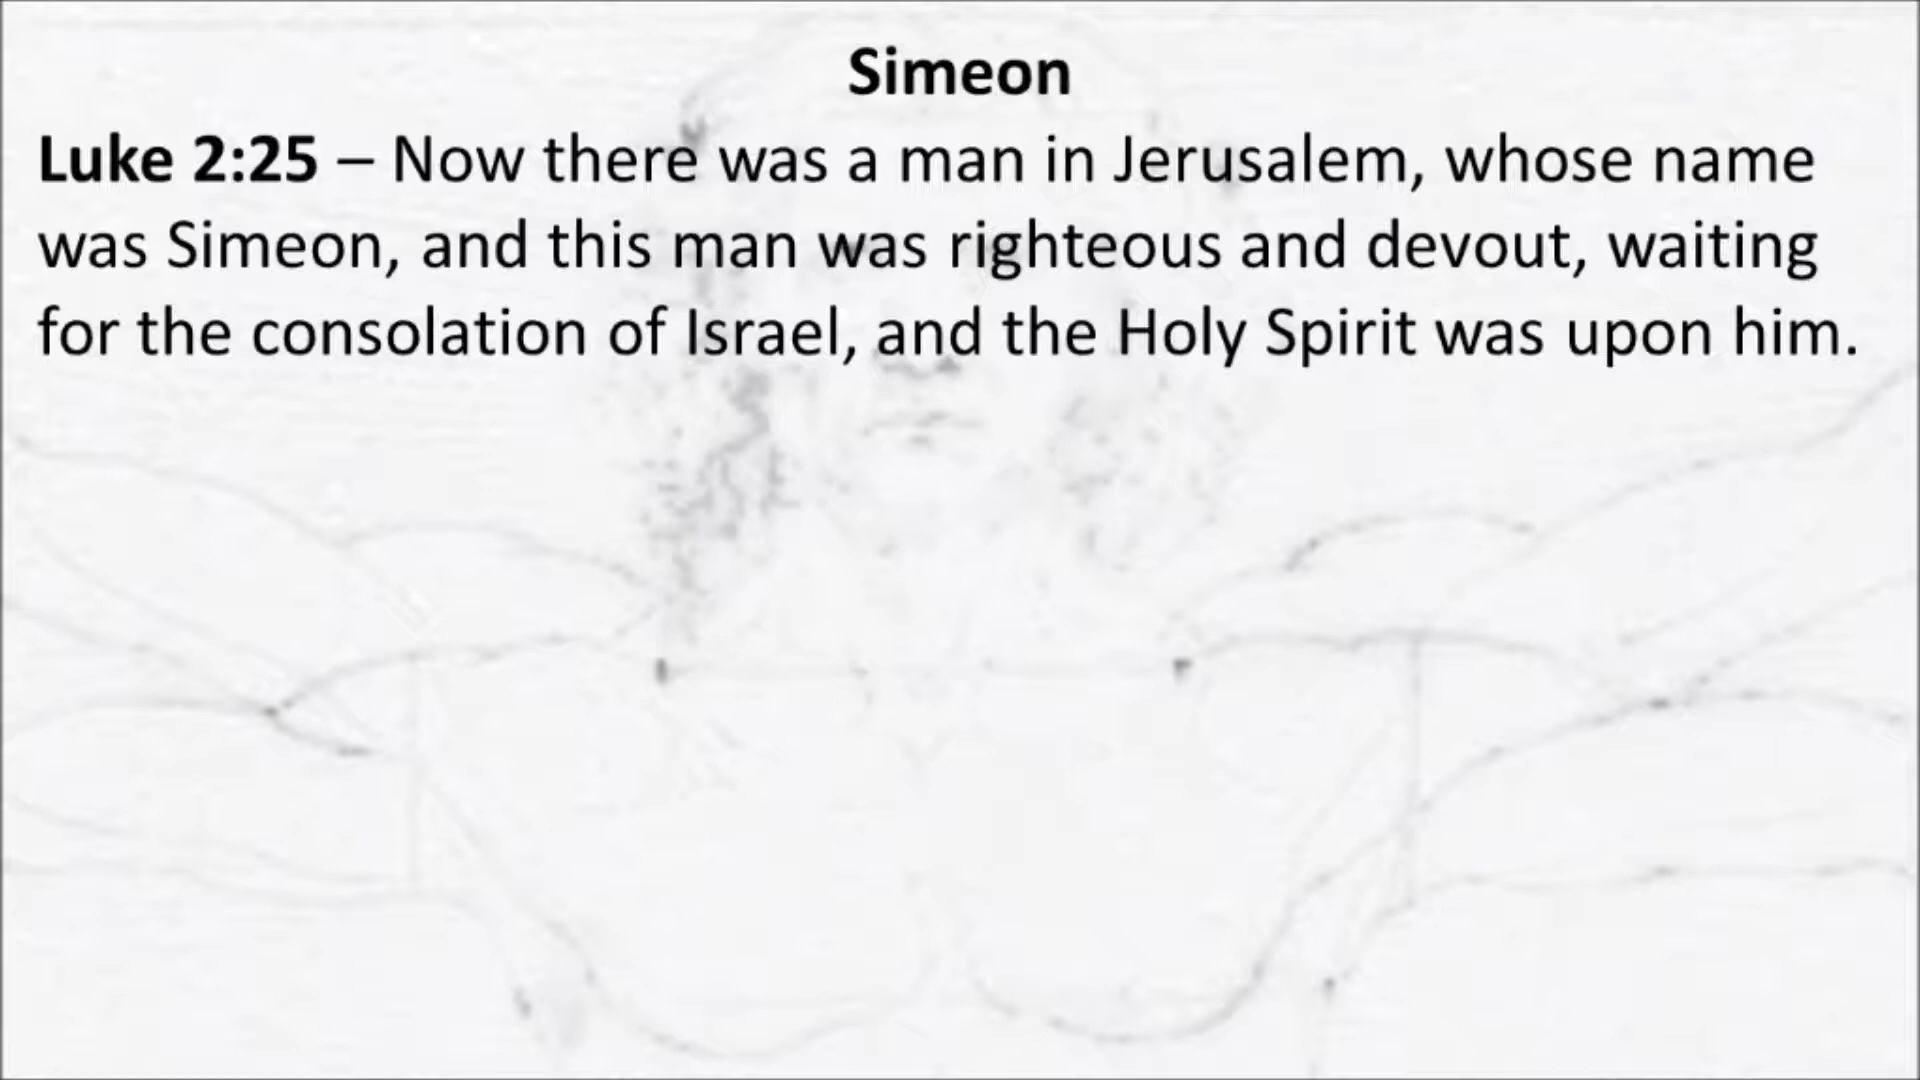 Simeon
Luke 2:25 – Now there was a man in Jerusalem, whose name
was Simeon, and this man was righteous and devout, waiting
for the consolation of Israel, and the Holy Spirit was upon him.